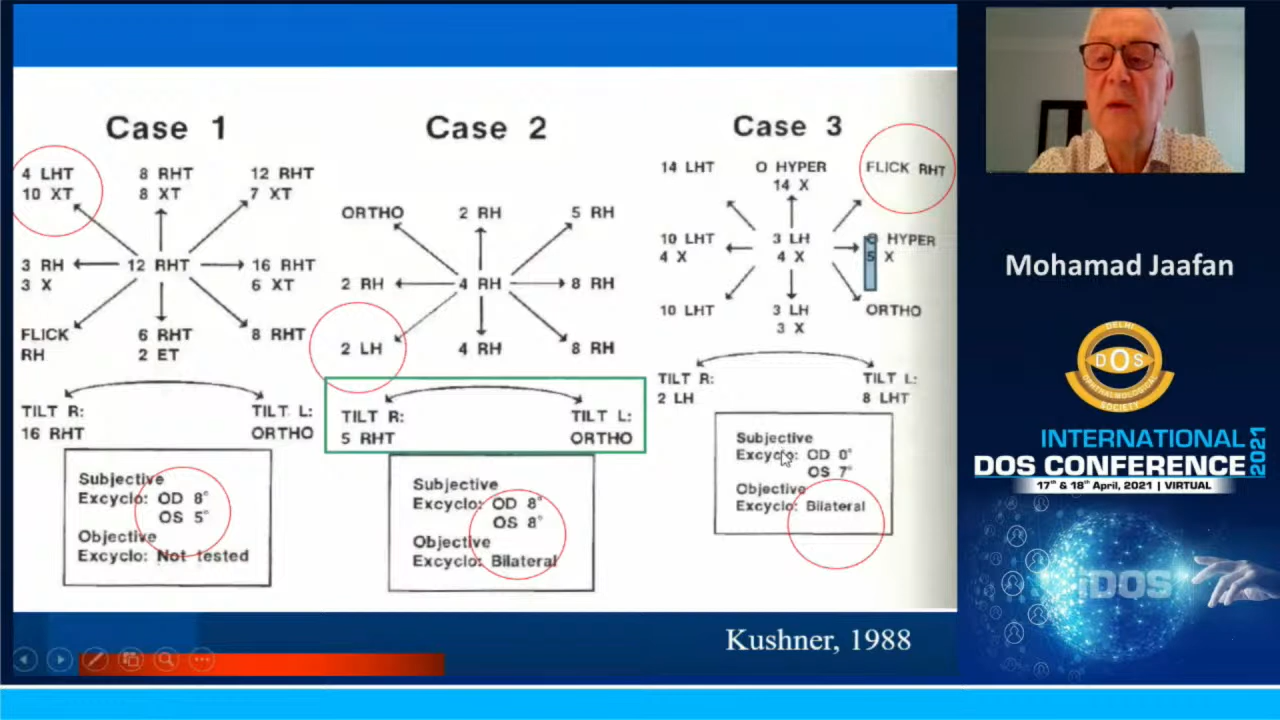 Case 1
4 LHT
10 XT
8 RHT
8 XT
12 RHT
7 XT
3 RH
3 X
12 RHT
16 RHT
6 XT
FLICK
RH
6 RHT
2 ET
8 RHT
TILT R:
16 RHT
TILT L:
ORTHO
Subjective
Excyclo: OD 8°
OS 5°
Objective
Excyclo: Not tested
Case 2
ORTHO
2 RH
5 RH
2 RH
4 RH
8 RH
2 LH
4 RH
8 RH
TILT R:
5 RHT
TILT L:
ORTHO
Subjective
Excyclo: OD 8°
OS 8°
Objective
Excyclo: Bilateral
Case 3
14 LHT
O HYPER
14 X
FLICK RHT
10 LHT
4 X
3 LH
4 X
HYPER
5 X
10 LHT
3 LH
3 X
ORTHO
TILT R:
2 LH
TILT L:
8 LHT
Subjective
Excyclo: OD 0°
OS 7°
Objective
Excyclo: Bilateral
Kushner, 1988
Mohamad Jaafan
DELHI
DOS
OPHTHALMOLOGICAL
SOCIETY
INTERNATIONAL
DOS CONFERENCE
2021
17th & 18th April, 2021 | VIRTUAL
iDOS